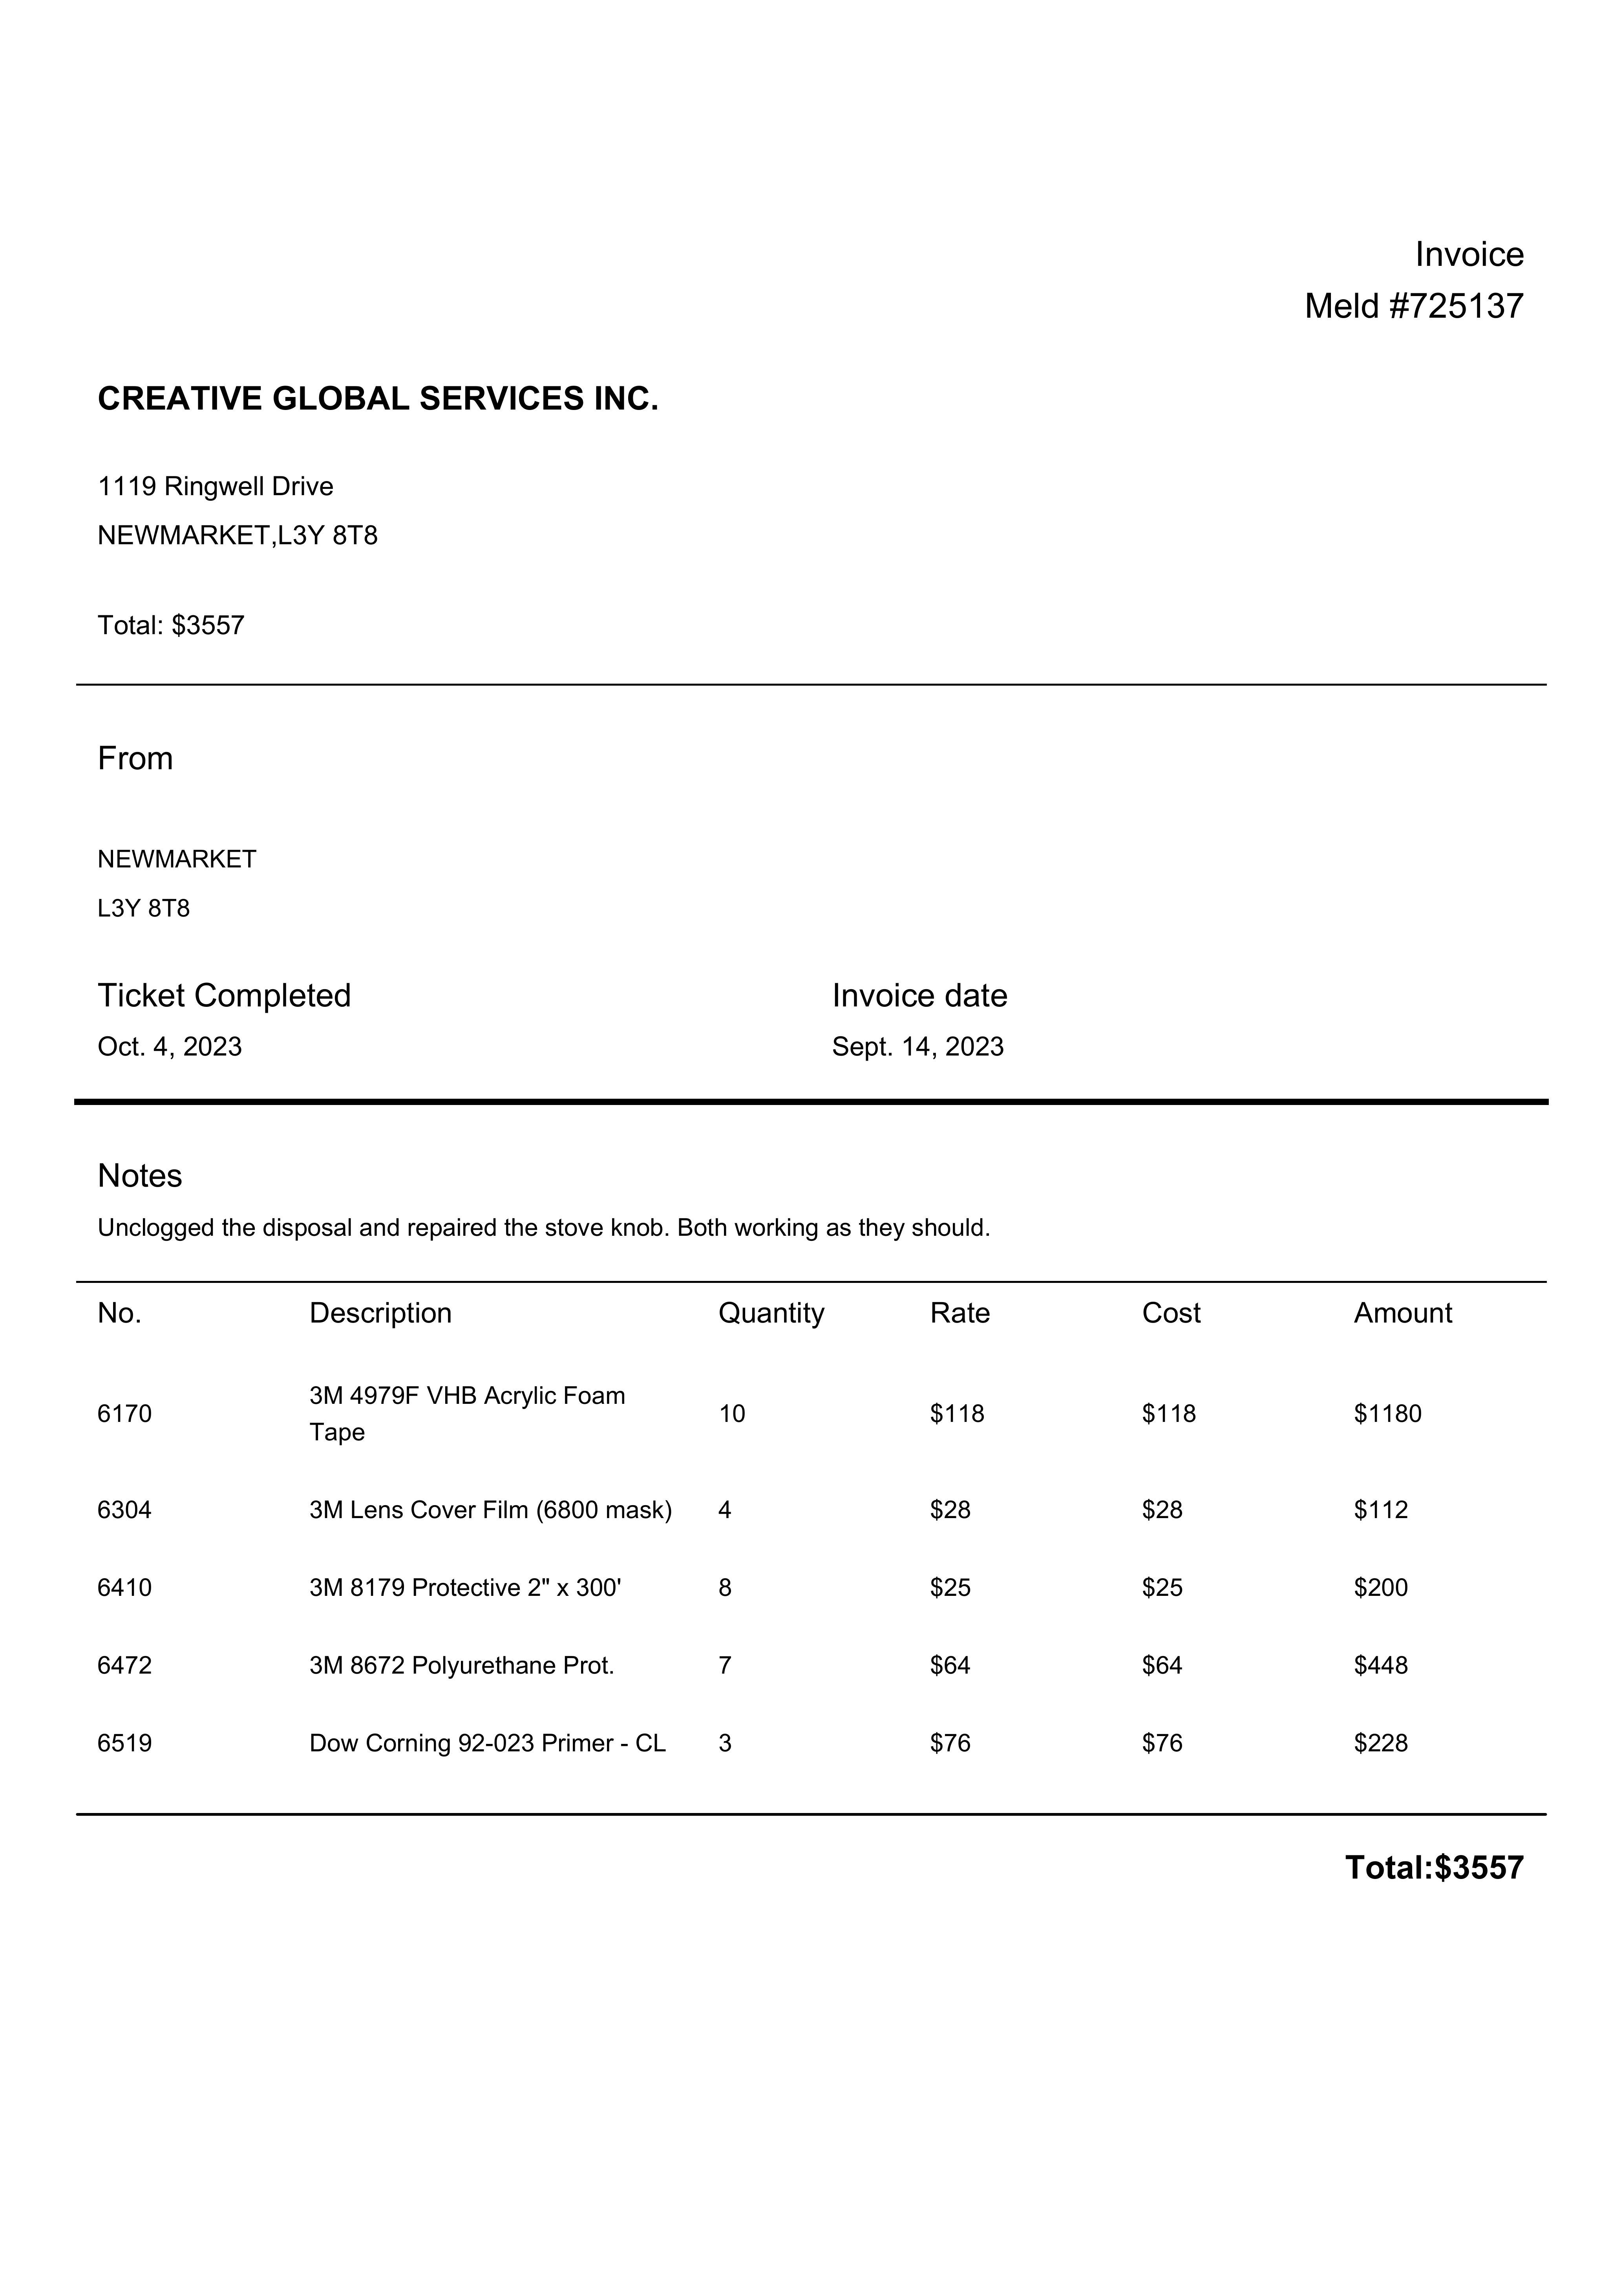 Invoice
Meld #725137
CREATIVE GLOBAL SERVICES INC.
1119 Ringwell Drive
NEWMARKET,L3Y 8T8
Total: $3557
From
NEWMARKET
L3Y 8T8
Ticket Completed Invoice date
Oct. 4, 2023 Sept. 14, 2023
Notes
Unclogged the disposal and repaired the stove knob. Both working as they should.
No. Description Quantity Rate Cost Amount
6170 3M 4979F VHB Acrylic Foam Tape 10 $118 $118 $1180
6304 3M Lens Cover Film (6800 mask) 4 $28 $28 $112
6410 3M 8179 Protective 2" x 300' 8 $25 $25 $200
6472 3M 8672 Polyurethane Prot. 7 $64 $64 $448
6519 Dow Corning 92-023 Primer - CL 3 $76 $76 $228
Total:$3557